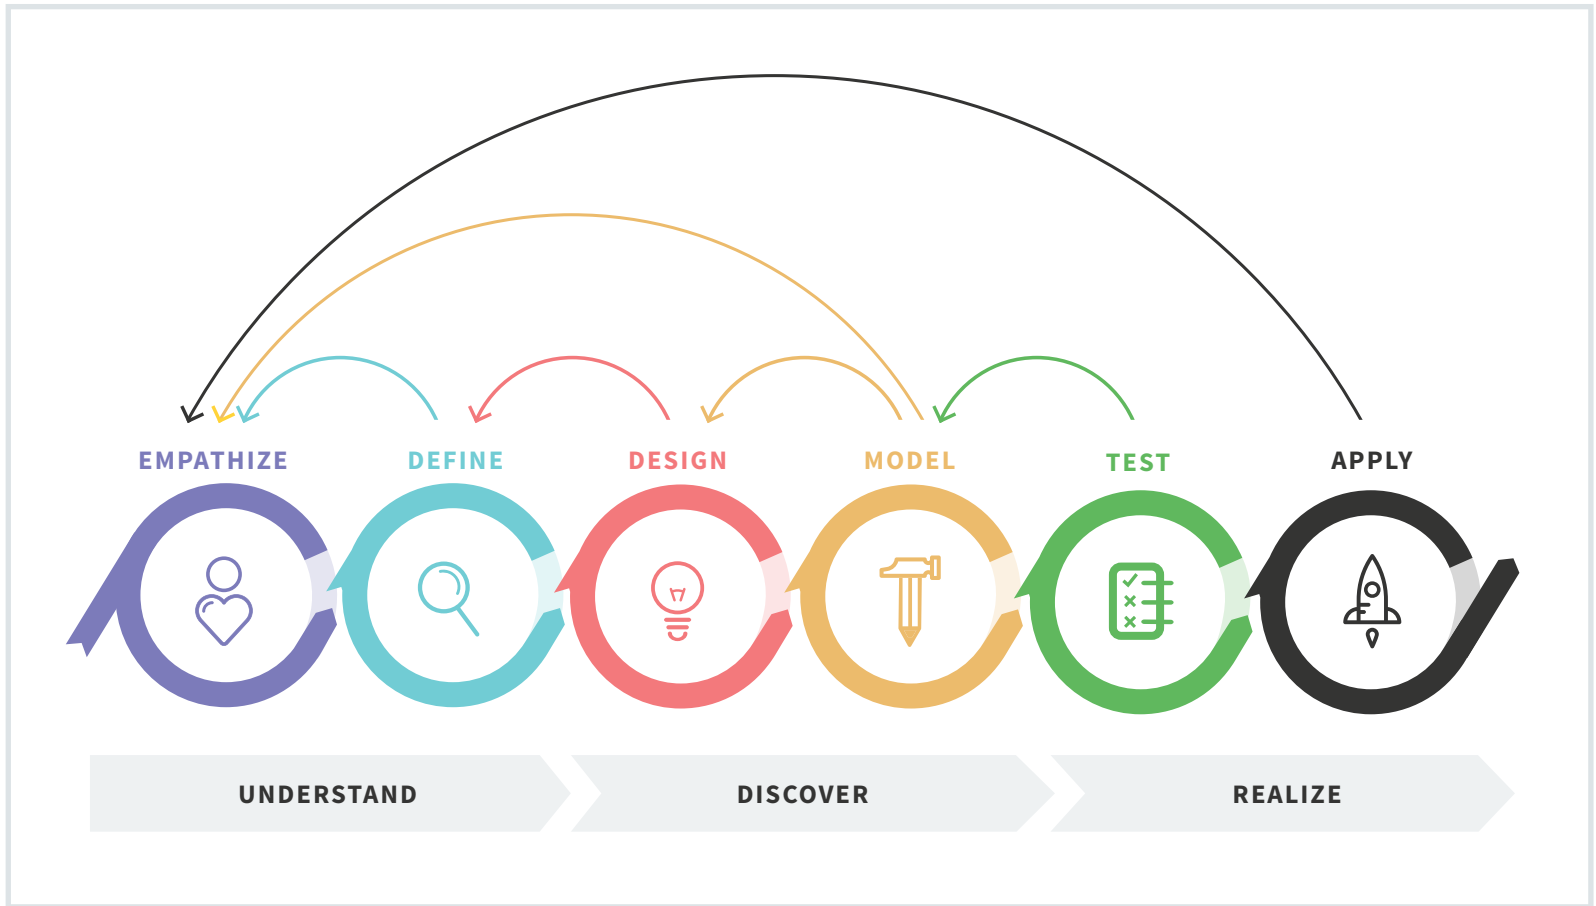 EMPATHIZE
DEFINE
DESIGN
MODEL
TEST
APPLY
UNDERSTAND
DISCOVER
REALIZE